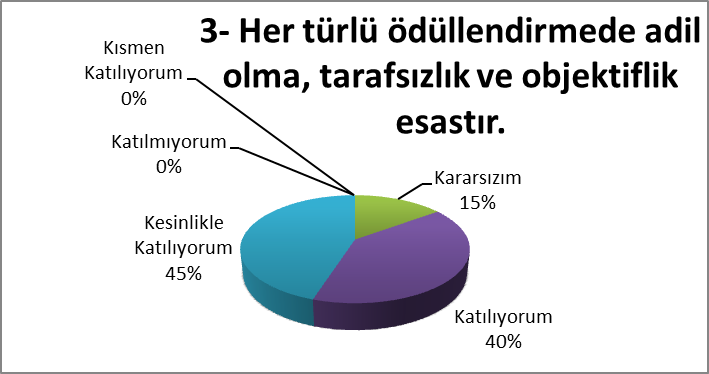 3- Her türlü ödüllendirmede adil
olma, tarafsızlık ve objektiflik
esastır.
Kısmen
Katılıyorum
0%
Katılmıyorum
0%
Kararsızım
15%
Kesinlikle
Katılıyorum
45%
Katılıyorum
40%